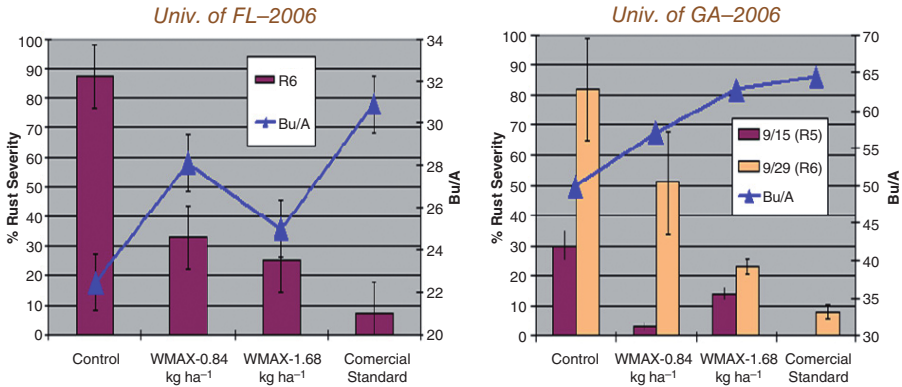 Univ. of FL–2006
100
90
80
70
60
50
40
30
20
10
0
% Rust Severity
R6
Bu/A
34
32
30
28
26
24
22
20
Bu/A
Control
WMAX-0.84
kg ha–1
WMAX-1.68
kg ha–1
Comercial
Standard
Univ. of GA–2006
100
90
80
70
60
50
40
30
20
10
0
% Rust Severity
9/15 (R5)
9/29 (R6)
Bu/A
70
65
60
55
50
45
40
35
30
Bu/A
Control
WMAX-0.84
kg ha–1
WMAX-1.68
kg ha–1
Comercial
Standard